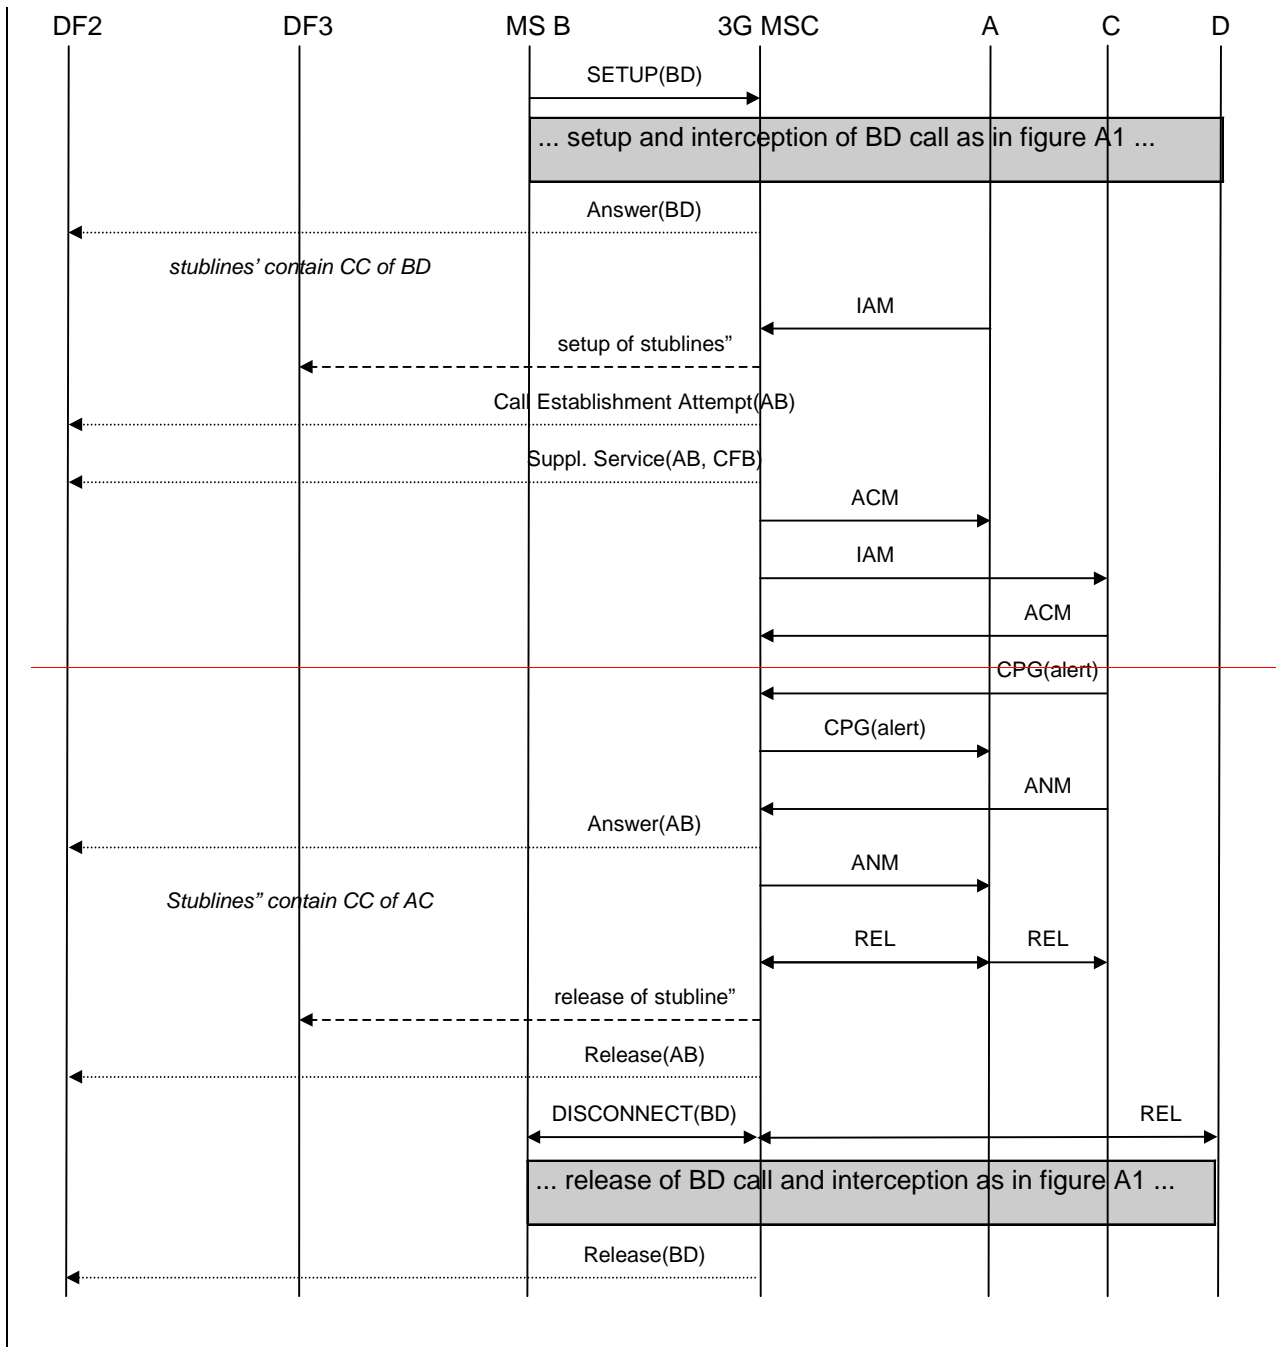 DF2 DF3 MS B 3G MSC A C D
SETUP(BD)
... setup and interception of BD call as in figure A1 ...
Answer(BD)
stublines’ contain CC of BD
IAM
setup of stublines”
Call Establishment Attempt(AB)
Suppl. Service(AB, CFB)
ACM
IAM
ACM
CPG(alert)
CPG(alert)
ANM
Answer(AB)
ANM
Stublines” contain CC of AC
REL REL
release of stubline”
Release(AB)
DISCONNECT(BD) REL
... release of BD call and interception as in figure A1 ...
Release(BD)